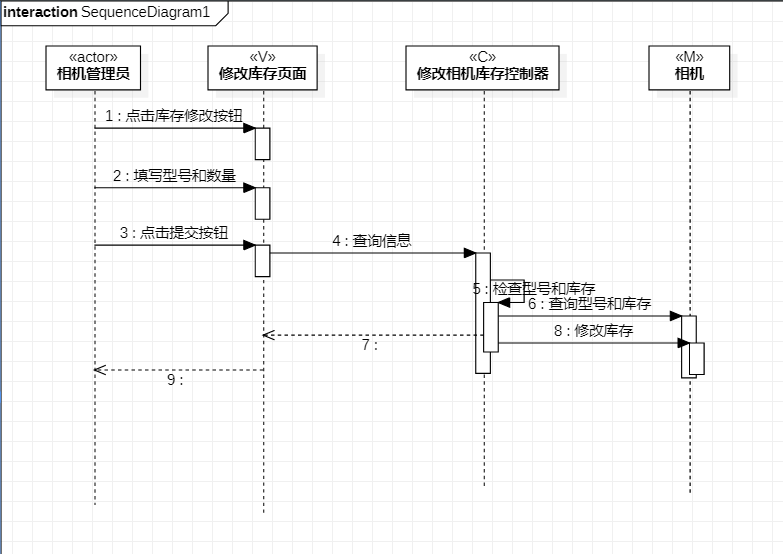 interaction SequenceDiagram1
«actor»
相机管理员
«V»
修改库存页面
«C»
修改相机库存控制器
«M»
相机
1 : 点击库存修改按钮
2 : 填写型号和数量
3 : 点击提交按钮
4 : 查询信息
5 : 检查型号和库存
6 : 查询型号和库存
8 : 修改库存
7 :
9 :